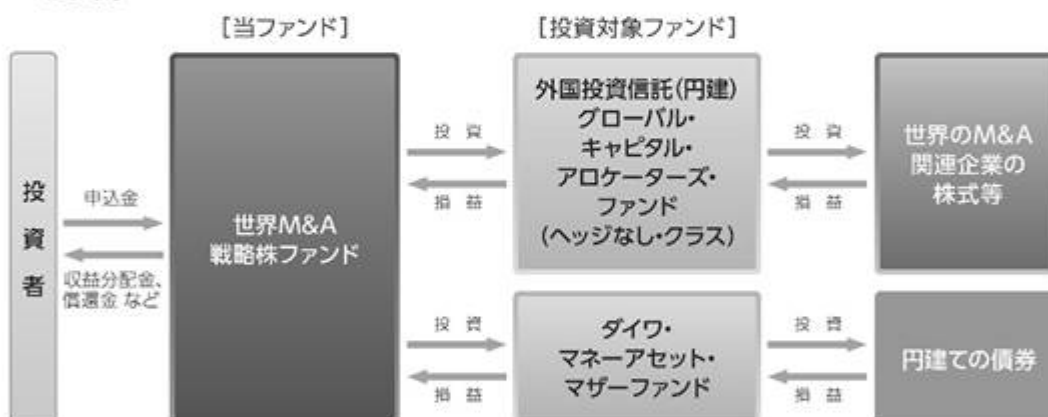 [当ファンド]
[投資対象ファンド]
投資者
申込金
収益分配金、
償還金 など
世界M&A
戦略株ファンド
投 資
損 益
外国投資信託(円建)
グローバル・
キャピタル・
アロケーターズ・
ファンド
(ヘッジなし・クラス)
投 資
損 益
世界のM&A
関連企業の
株式等
投 資
損 益
ダイワ・
マネーアセット・
マザーファンド
投 資
損 益
円建ての債券